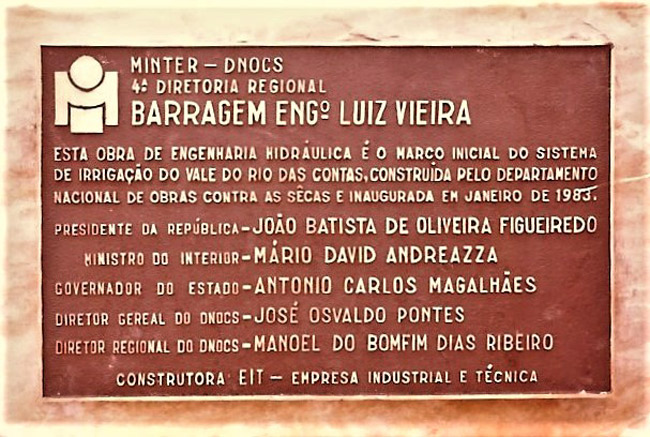 MINTER – DNOCS
4ª DIRETORIA REGIONAL
BARRAGEM ENGº LUIZ VIEIRA
ESTA OBRA DE ENGENHARIA HIDRÁULICA É O MARCO INICIAL DO SISTEMA
DE IRRIGAÇÃO DO VALE DO RIO DAS CONTAS, CONSTRUÍDA PELO DEPARTAMENTO
NACIONAL DE OBRAS CONTRA AS SÊCAS E INAUGURADA EM JANEIRO DE 1983.
PRESIDENTE DA REPÚBLICA – JOÃO BATISTA DE OLIVEIRA FIGUEIREDO
MINISTRO DO INTERIOR – MÁRIO DAVID ANDREAZZA
GOVERNADOR DO ESTADO – ANTONIO CARLOS MAGALHÃES
DIRETOR GEREAL DO DNOCS – JOSÉ OSVALDO PONTES
DIRETOR REGIONAL DO DNOCS – MANOEL DO BOMFIM DIAS RIBEIRO
CONSTRUTORA EIT – EMPRESA INDUSTRIAL E TÉCNICA